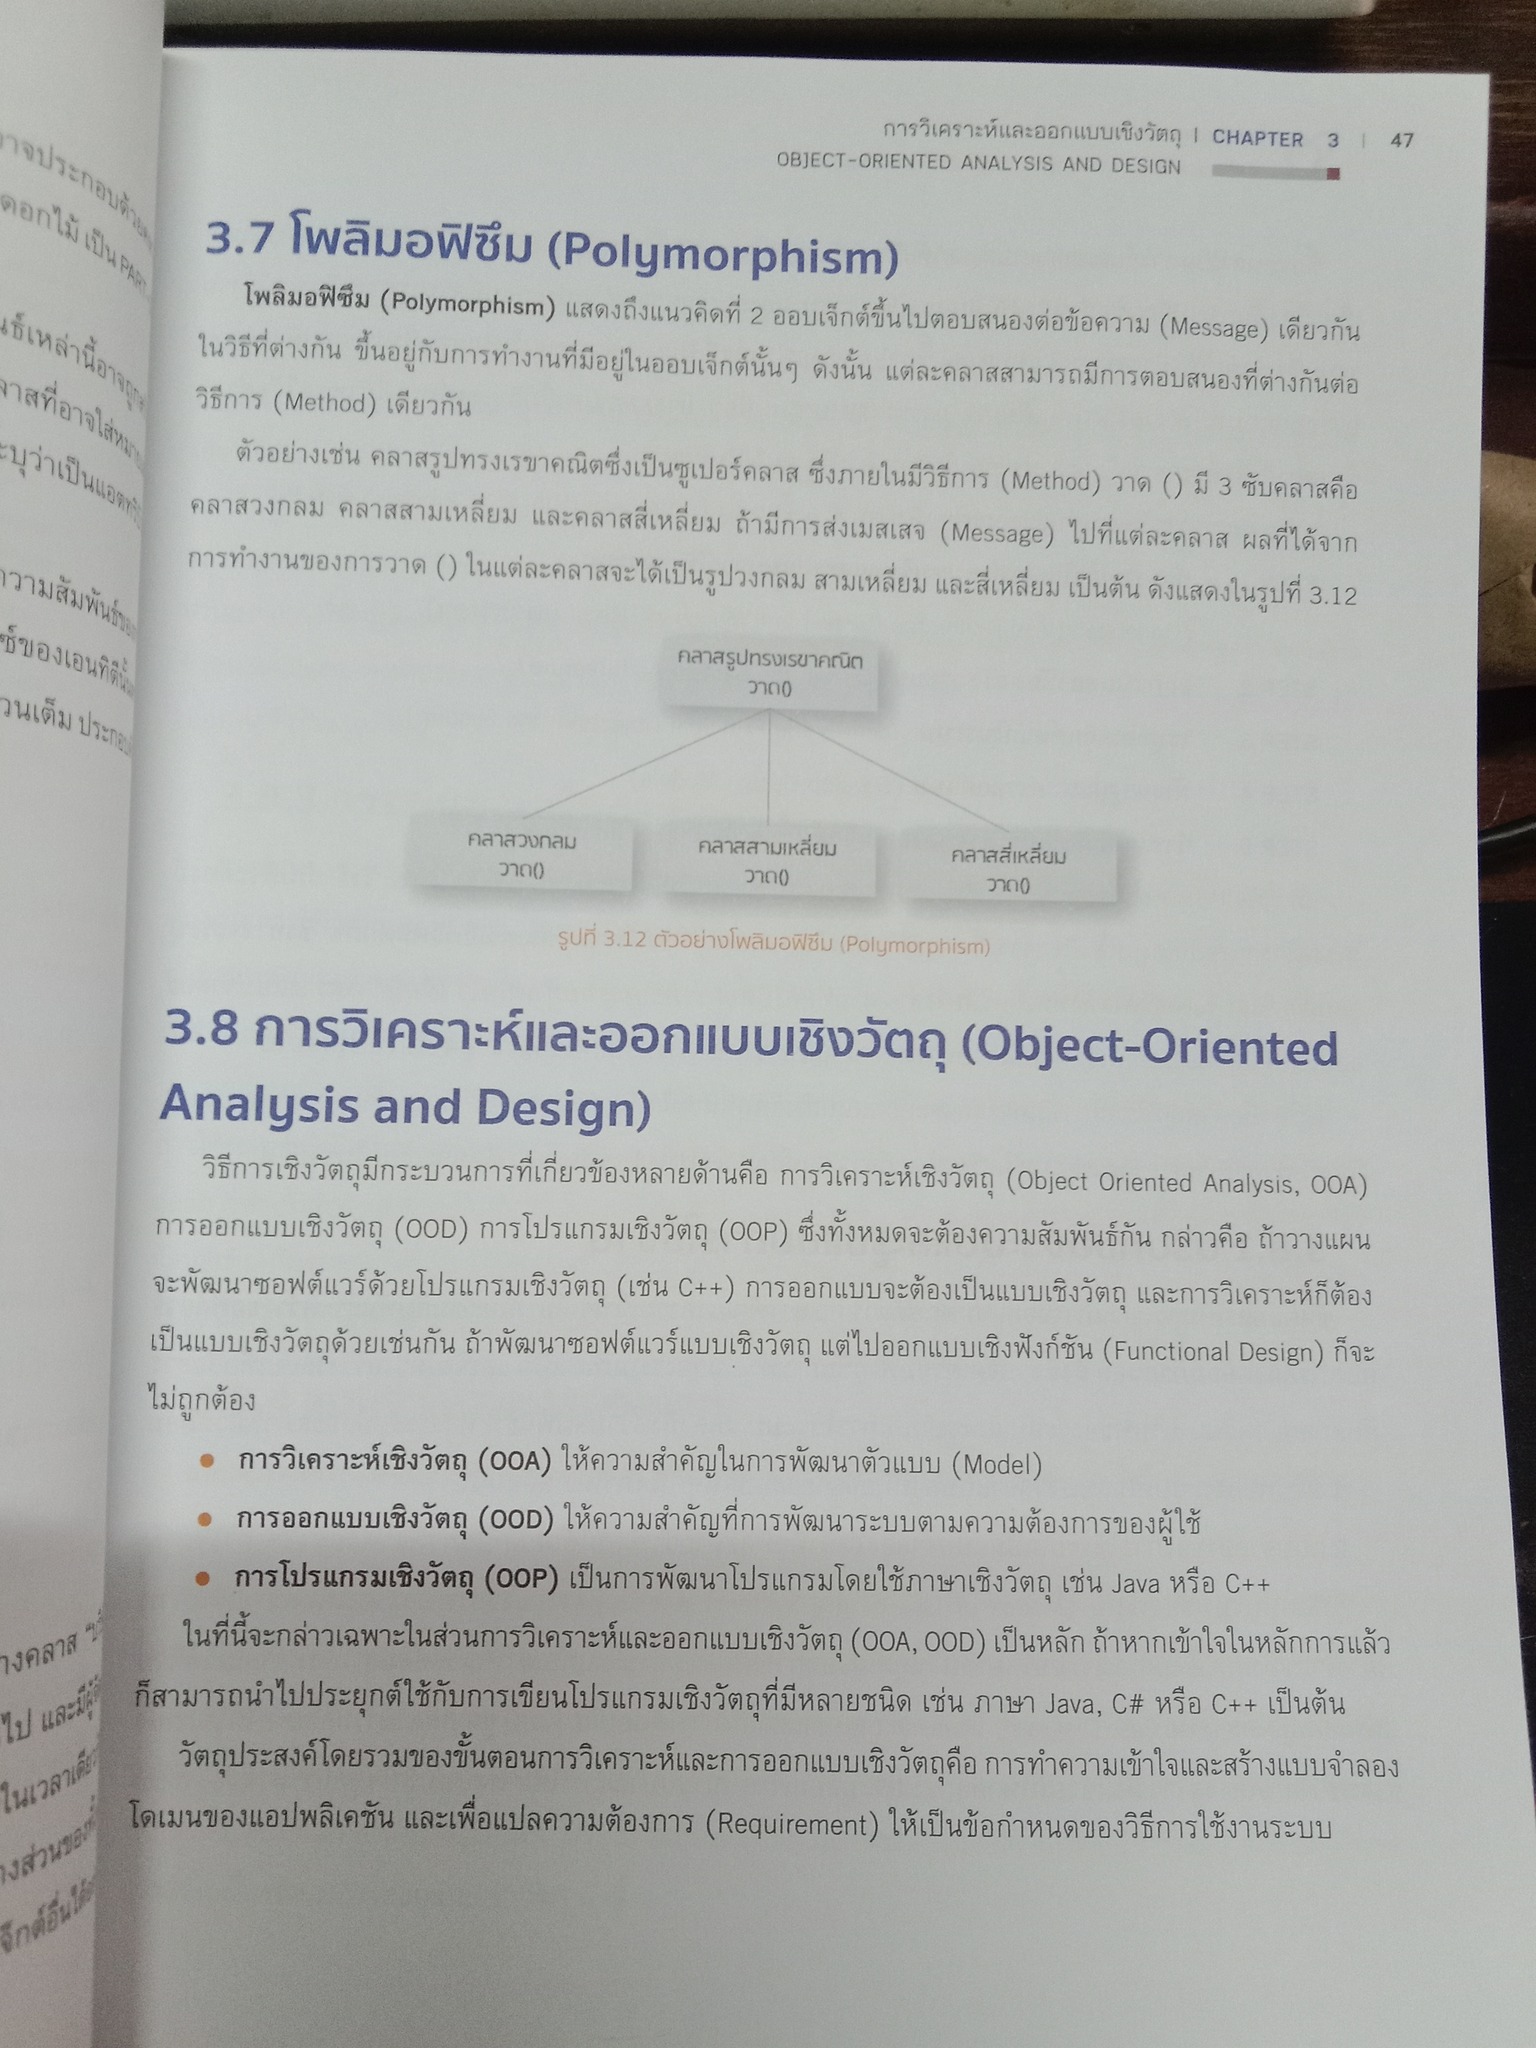 การวิเคราะห์และออกแบบเชิงวัตถุ | CHAPTER 3 | 47
OBJECT-ORIENTED ANALYSIS AND DESIGN
3.7 โพลิมอฟิซึม (Polymorphism)
โพลิมอฟิซึม (Polymorphism) แสดงถึงแนวคิดที่ 2 ออบเจ็กต์ขึ้นไปตอบสนองต่อข้อความ (Message) เดียวกัน
ในวิธีที่ต่างกัน ขึ้นอยู่กับการทำงานที่มีอยู่ในออบเจ็กต์นั้นๆ ดังนั้น แต่ละคลาสสามารถมีการตอบสนองที่ต่างกันต่อ
วิธีการ (Method) เดียวกัน
ตัวอย่างเช่น คลาสรูปทรงเรขาคณิตซึ่งเป็นซูเปอร์คลาส ซึ่งภายในมีวิธีการ (Method) วาด () มี 3 ซับคลาสคือ
คลาสวงกลม คลาสสามเหลี่ยม และคลาสสี่เหลี่ยม ถ้ามีการส่งเมสเสจ (Message) ไปที่แต่ละคลาส ผลที่ได้จาก
การทำงานของการวาด () ในแต่ละคลาสจะได้เป็นรูปวงกลม สามเหลี่ยม และสี่เหลี่ยม เป็นต้น ดังแสดงในรูปที่ 3.12
คลาสรูปทรงเรขาคณิต
วาด()
คลาสวงกลม
วาด()
คลาสสามเหลี่ยม
วาด()
คลาสสี่เหลี่ยม
วาด()
รูปที่ 3.12 ตัวอย่างโพลิมอฟิซึม (Polymorphism)
3.8 การวิเคราะห์และออกแบบเชิงวัตถุ (Object-Oriented
Analysis and Design)
วิธีการเชิงวัตถุมีกระบวนการที่เกี่ยวข้องหลายด้านคือ การวิเคราะห์เชิงวัตถุ (Object Oriented Analysis, OOA)
การออกแบบเชิงวัตถุ (OOD) การโปรแกรมเชิงวัตถุ (OOP) ซึ่งทั้งหมดจะต้องความสัมพันธ์กัน กล่าวคือ ถ้าวางแผน
จะพัฒนาซอฟต์แวร์ด้วยโปรแกรมเชิงวัตถุ (เช่น C++) การออกแบบจะต้องเป็นแบบเชิงวัตถุ และการวิเคราะห์ก็ต้อง
เป็นแบบเชิงวัตถุด้วยเช่นกัน ถ้าพัฒนาซอฟต์แวร์แบบเชิงวัตถุ แต่ไปออกแบบเชิงฟังก์ชัน (Functional Design) ก็จะ
ไม่ถูกต้อง
• การวิเคราะห์เชิงวัตถุ (OOA) ให้ความสำคัญในการพัฒนาตัวแบบ (Model)
• การออกแบบเชิงวัตถุ (OOD) ให้ความสำคัญที่การพัฒนาระบบตามความต้องการของผู้ใช้
• การโปรแกรมเชิงวัตถุ (OOP) เป็นการพัฒนาโปรแกรมโดยใช้ภาษาเชิงวัตถุ เช่น Java หรือ C++
ในที่นี้จะกล่าวเฉพาะในส่วนการวิเคราะห์และออกแบบเชิงวัตถุ (OOA, OOD) เป็นหลัก ถ้าหากเข้าใจในหลักการแล้ว
ก็สามารถนำไปประยุกต์ใช้กับการเขียนโปรแกรมเชิงวัตถุที่มีหลายชนิด เช่น ภาษา Java, C# หรือ C++ เป็นต้น
วัตถุประสงค์โดยรวมของขั้นตอนการวิเคราะห์และการออกแบบเชิงวัตถุคือ การทำความเข้าใจและสร้างแบบจำลอง
โดเมนของแอปพลิเคชัน และเพื่อแปลความต้องการ (Requirement) ให้เป็นข้อกำหนดของวิธีการใช้งานระบบ